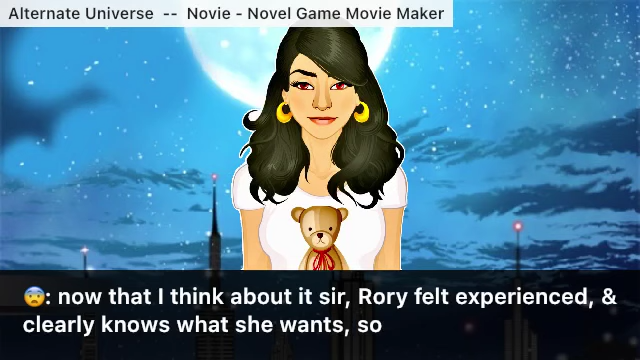 Alternate Universe -- Novie - Novel Game Movie Maker
😨: now that I think about it sir, Rory felt experienced, &
clearly knows what she wants, so